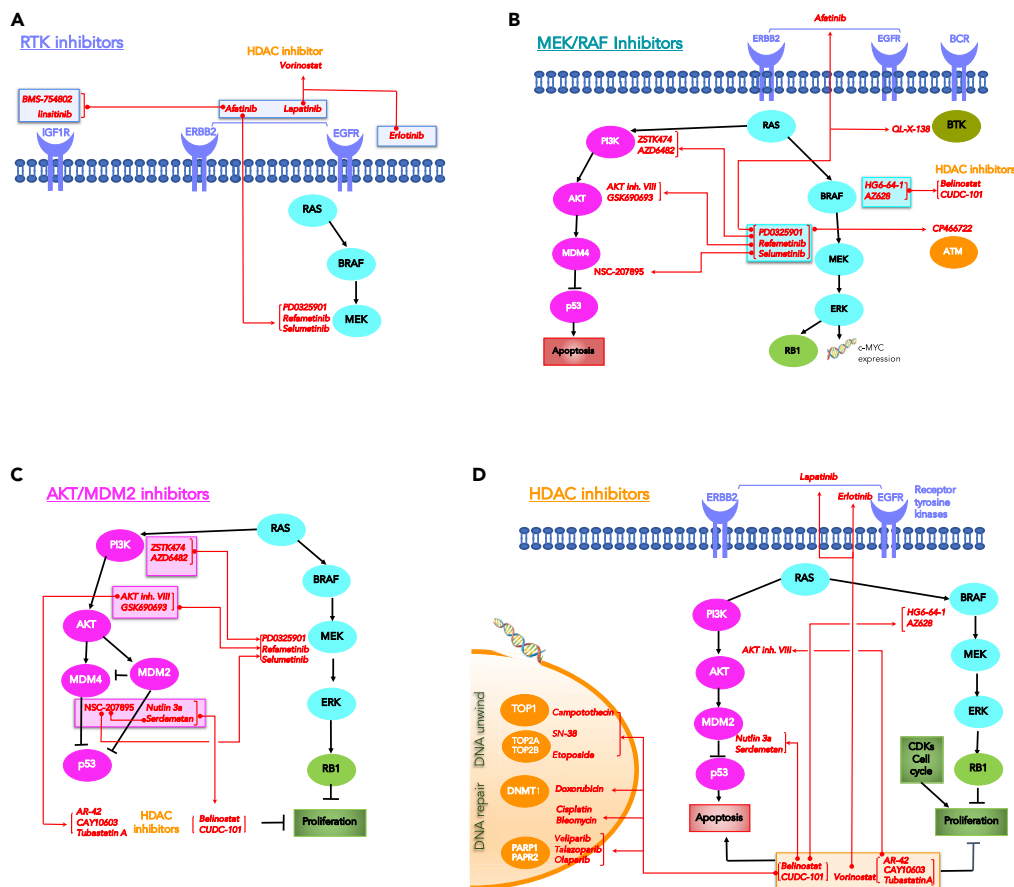 A
RTK inhibitors
HDAC inhibitor
Vorinostat
BMS-754802
linsitinib
Afatinib
Lapatinib
Erlotinib
IGF1R
ERBB2
EGFR
RAS
BRAF
PD0325901
Refametinib
Selumetinib
MEK
B
MEK/RAF Inhibitors
Afatinib
ERBB2
EGFR
BCR
PI3K
ZSTK474
AZD6482
RAS
QL-X-138
BTK
HDAC inhibitors
AKT
AKT inh. VIII
GSK690693
BRAF
HG6-64-1
AZ628
Belinostat
CUDC-101
MDM4
NSC-207895
PD0325901
Refametinib
Selumetinib
MEK
CP466722
ATM
p53
ERK
Apoptosis
RB1
c-MYC
expression
C
AKT/MDM2 inhibitors
RAS
PI3K
ZSTK474
AZD6482
BRAF
AKT inh. VIII
GSK690693
AKT
PD0325901
Refametinib
Selumetinib
MEK
MDM4
MDM2
NSC-207895
Nutlin 3a
Serdemetan
ERK
p53
RB1
AR-42
CAY10603
Tubastatin A
HDAC
inhibitors
Belinostat
CUDC-101
Proliferation
D
HDAC inhibitors
Lapatinib
ERBB2
Erlotinib
EGFR
Receptor
tyrosine
kinases
RAS
BRAF
PI3K
HG6-64-1
AZ628
AKT inh. VIII
MEK
AKT
DNA unwind
TOP1
Campotothecin
SN-38
TOP2A
TOP2B
Etoposide
MDM2
Nutlin 3a
Serdemetan
ERK
CDKs
Cell
cycle
p53
RB1
DNA repair
DNMT1
Doxorubicin
Cisplatin
Bleomycin
Apoptosis
Proliferation
PARP1
PAPR2
Veliparib
Talazoparib
Olaparib
Belinostat
CUDC-101
Vorinostat
AR-42
CAY10603
Tubastatin A